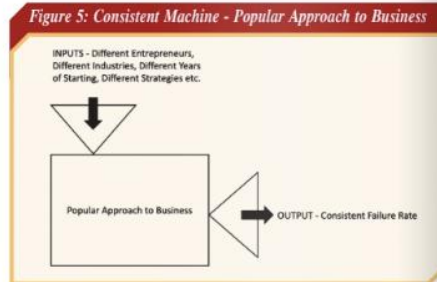 Figure 5: Consistent Machine - Popular Approach to Business
INPUTS - Different Entrepreneurs,
Different Industries, Different Years
of Starting, Different Strategies etc.
Popular Approach to Business
OUTPUT - Consistent Failure Rate